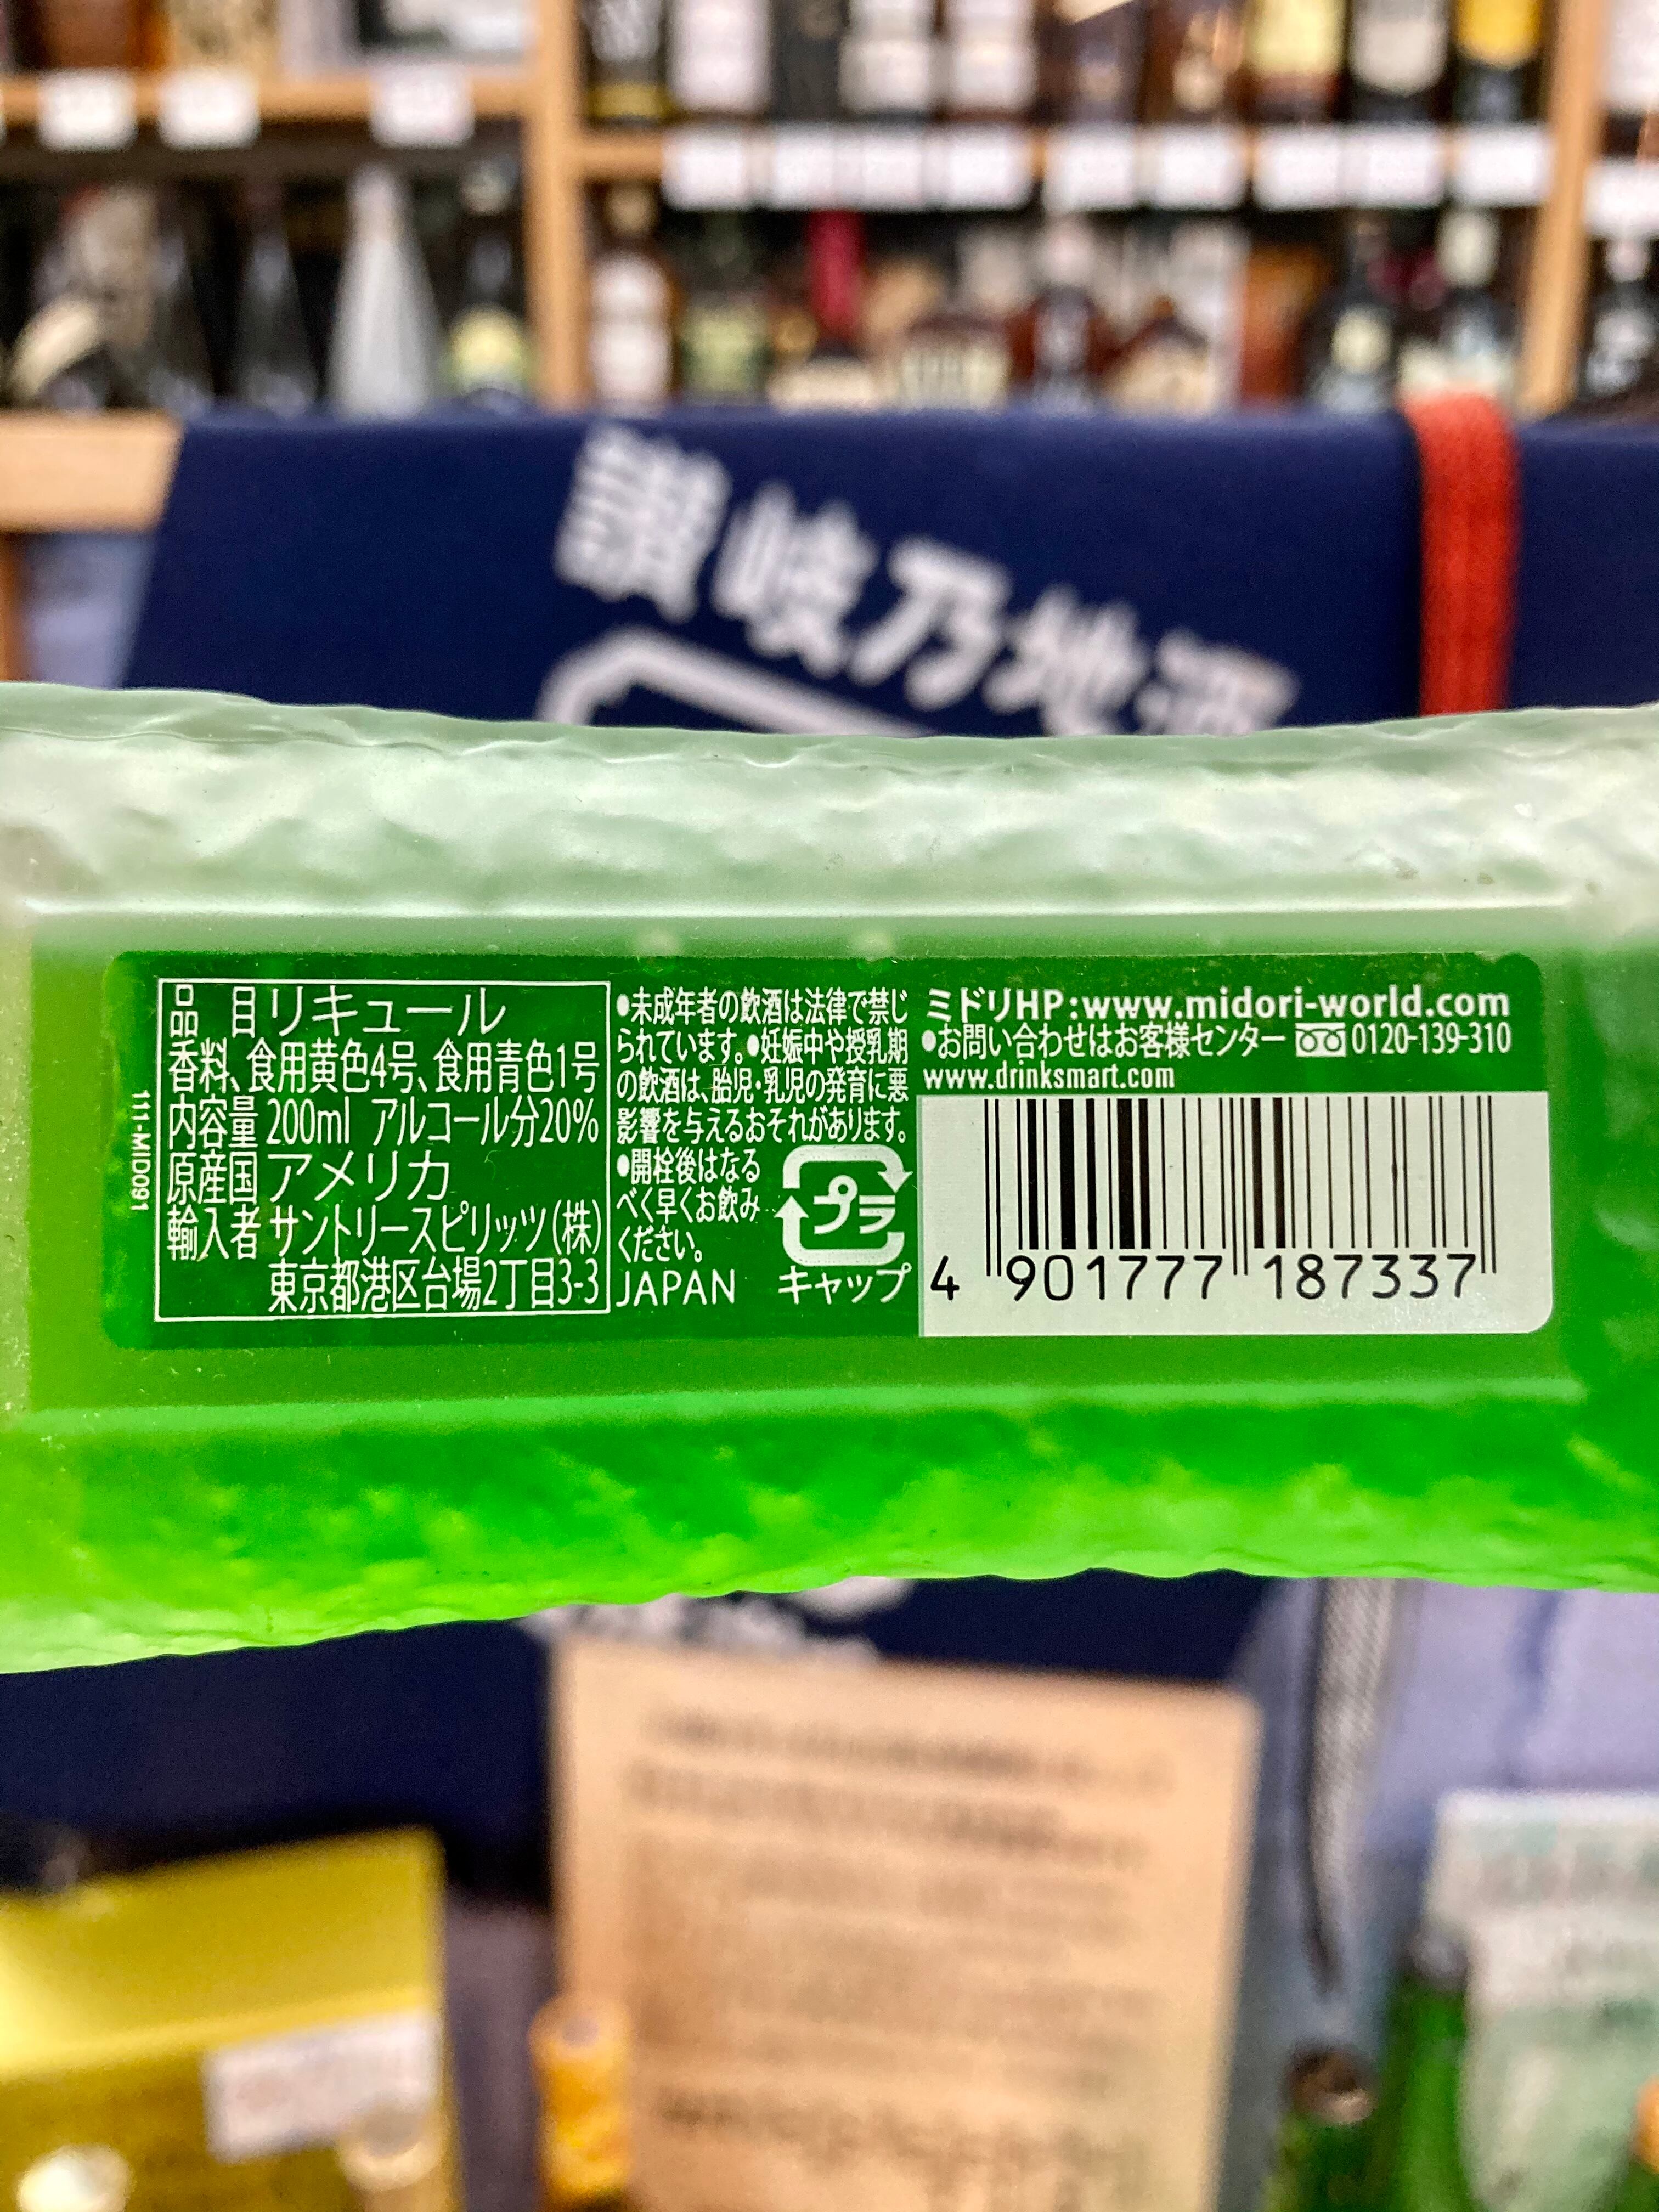 讃岐乃地酒
品 目リキュール
香料、食用黄色4号、食用青色1号
内容量200ml アルコール分20%
原産国アメリカ
輸入者サントリースピリッツ(株)
東京都港区台場2丁目3-3
111・MID091
•未成年者の飲酒は法律で禁じ
られています。•妊娠中や授乳期
の飲酒は、胎児・乳児の発育に悪
影響を与えるおそれがあります。
•開栓後はなる
べく早くお飲み
ください。
JAPAN
プラ
キャップ
ミドリHP:www.midori-world.com
•お問い合わせはお客様センター 0120-139-310
www.drinksmart.com
4 901777 187337